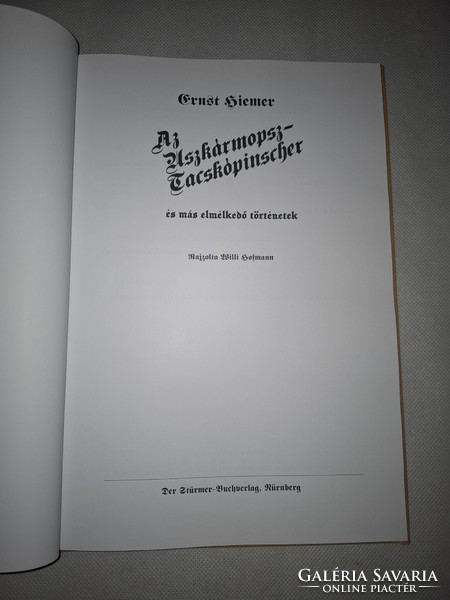 Ernst Hiemer
Az
Uszkármopsz-
Tacskópinscher
és más elmélkedő történetek
Rajzolta Willi Hofmann
Der Stürmer-Buchverlag, Nürnberg
GALÉRIA SAVARIA
ONLINE PIACTÉR